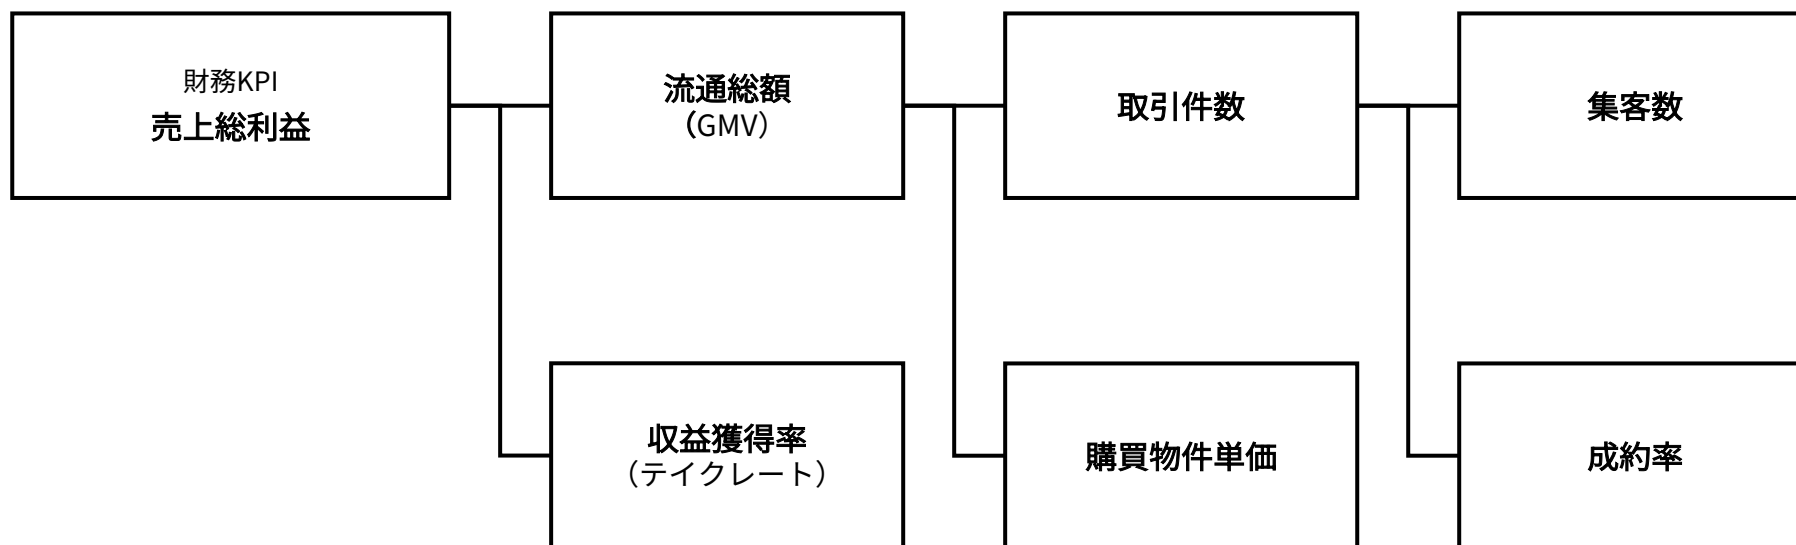 財務KPI
売上総利益
流通総額
（GMV）
取引件数
集客数
収益獲得率
（テイクレート）
購買物件単価
成約率